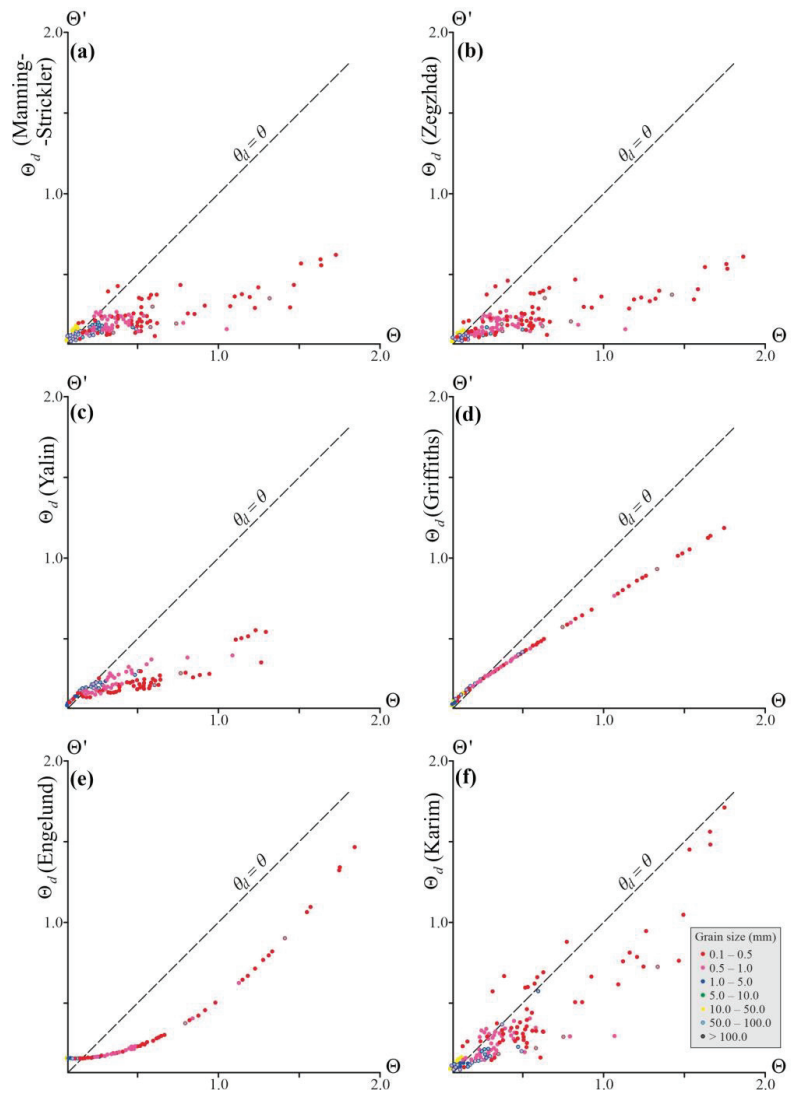 Θ'
2.0
(a)
Θd (Manning-
-Strickler)
θd = θ
1.0
1.0
2.0
Θ
Θ'
2.0
(b)
Θd (Zegzhda)
θd = θ
1.0
1.0
2.0
Θ
Θ'
2.0
(c)
Θd (Yalin)
θd = θ
1.0
1.0
2.0
Θ
Θ'
2.0
(d)
Θd (Griffiths)
θd = θ
1.0
1.0
2.0
Θ
Θ'
2.0
(e)
Θd (Engelund)
θd = θ
1.0
1.0
2.0
Θ
Θ'
2.0
(f)
Θd (Karim)
θd = θ
1.0
Grain size (mm)
0.1 – 0.5
0.5 – 1.0
1.0 – 5.0
5.0 – 10.0
10.0 – 50.0
50.0 – 100.0
> 100.0
1.0
2.0
Θ